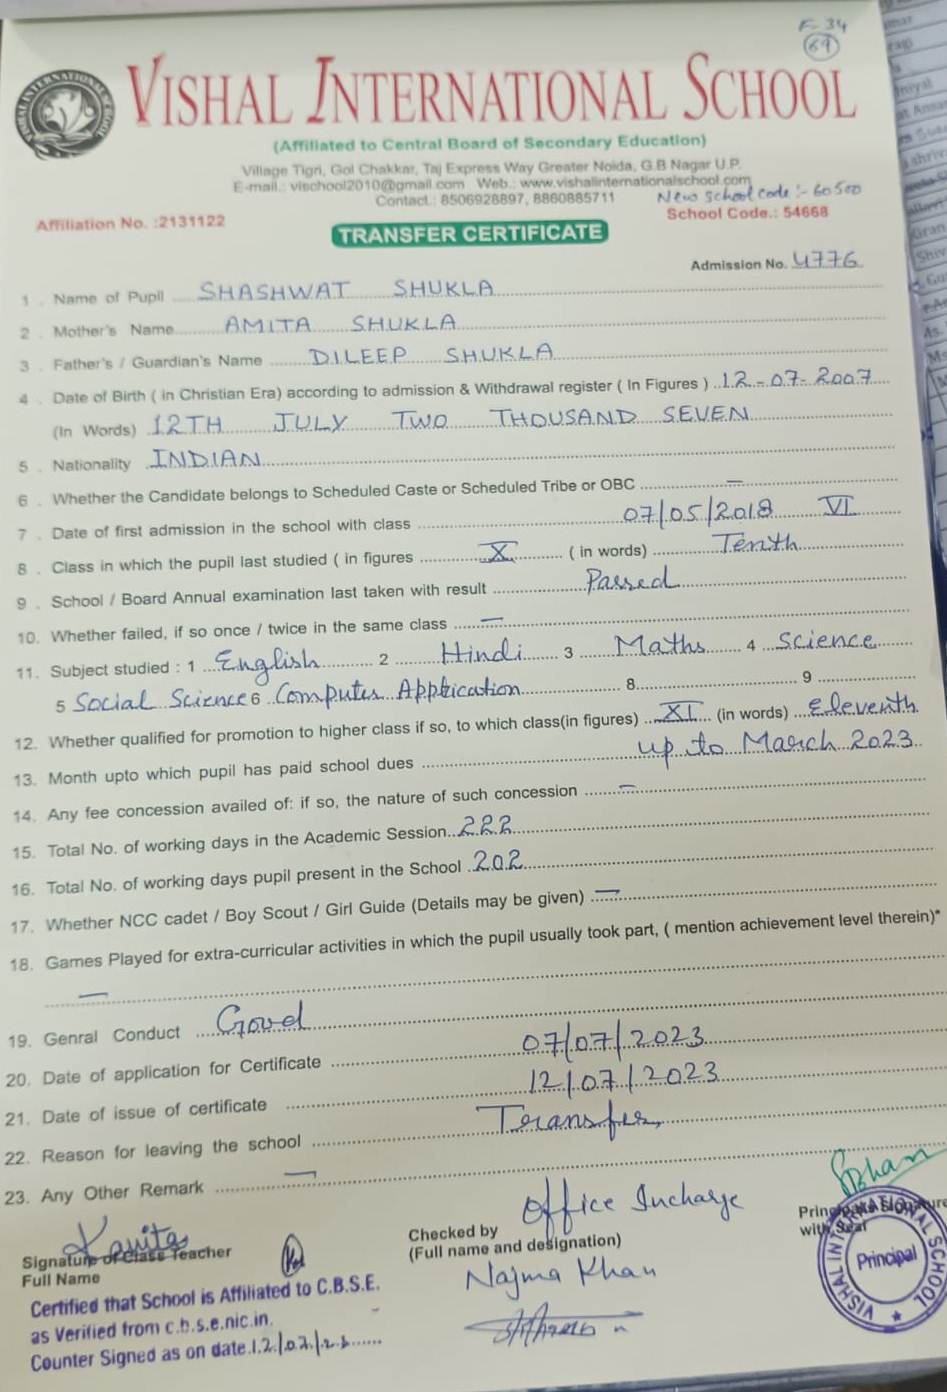 F-34
69
VISHAL INTERNATIONAL SCHOOL
(Affiliated to Central Board of Secondary Education)
Village Tigri, Gol Chakkar, Taj Express Way Greater Noida, G.B Nagar U.P.
E-mail.: vischool2010@gmail.com Web.: www.vishalinternationalschool.com
Contact.: 8506928897, 8860885711
New School code :- 60500
Affiliation No. :2131122
School Code.: 54668
TRANSFER CERTIFICATE
Admission No. 4776
1 . Name of Pupil SHASHWAT SHUKLA
2 . Mother's Name AMITA SHUKLA
3 . Father's / Guardian's Name DILEEP SHUKLA
4 . Date of Birth ( in Christian Era) according to admission & Withdrawal register ( In Figures ) 12-07-2007
(In Words) 12TH JULY TWO THOUSAND SEVEN
5 . Nationality INDIAN
6 . Whether the Candidate belongs to Scheduled Caste or Scheduled Tribe or OBC —
7 . Date of first admission in the school with class 07/05/2018 VI
8 . Class in which the pupil last studied ( in figures X ( in words) Tenth
9 . School / Board Annual examination last taken with result Passed
10. Whether failed, if so once / twice in the same class —
11. Subject studied : 1 English 2 Hindi 3 Maths 4 Science
5 Social Science 6 Computer Application 8 9
12. Whether qualified for promotion to higher class if so, to which class(in figures) XI (in words) Eleventh
13. Month upto which pupil has paid school dues up to March 2023
14. Any fee concession availed of: if so, the nature of such concession —
15. Total No. of working days in the Academic Session 222
16. Total No. of working days pupil present in the School 202
17. Whether NCC cadet / Boy Scout / Girl Guide (Details may be given) —
18. Games Played for extra-curricular activities in which the pupil usually took part, ( mention achievement level therein)*
—
19. Genral Conduct Good
20. Date of application for Certificate 07/07/2023
21. Date of issue of certificate 12/07/2023
22. Reason for leaving the school Transfer
23. Any Other Remark —
Kavita
Signature of Class Teacher
Full Name
Checked by Office Incharge
(Full name and designation)
Najma Khan
Principal's Signature
with Seal
VISHAL INTERNATIONAL SCHOOL
Principal
Certified that School is Affiliated to C.B.S.E.
as Verified from c.b.s.e.nic.in.
Counter Signed as on date.12/07/23